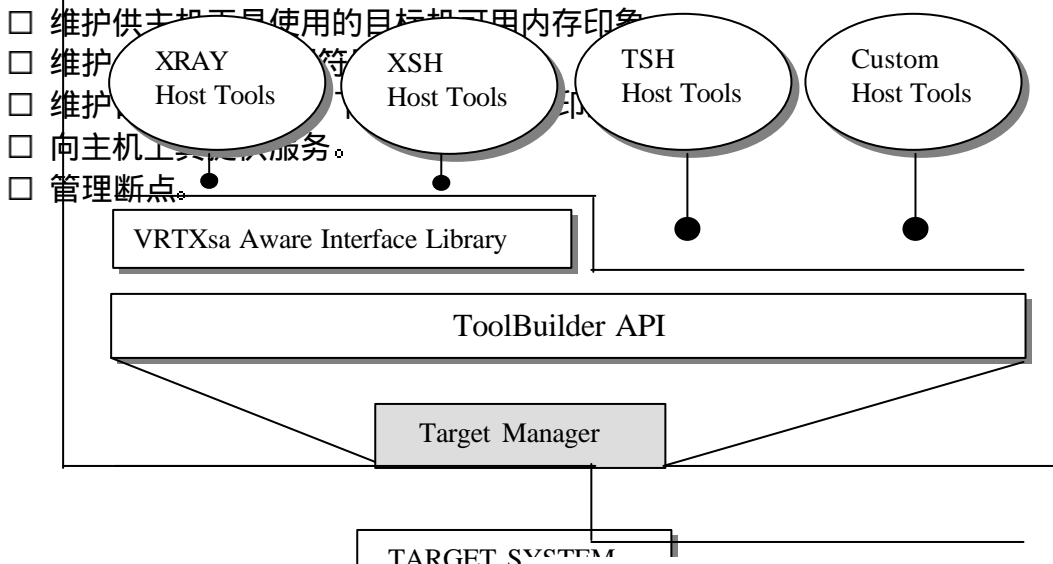 □ 维护供主机工具使用的目标机可用内存印象
□ 维护 符
□ 维护 印
□ 向主机工具提供服务。
□ 管理断点。
XRAY
Host Tools
XSH
Host Tools
TSH
Host Tools
Custom
Host Tools
VRTXsa Aware Interface Library
ToolBuilder API
Target Manager
TARGET SYSTEM